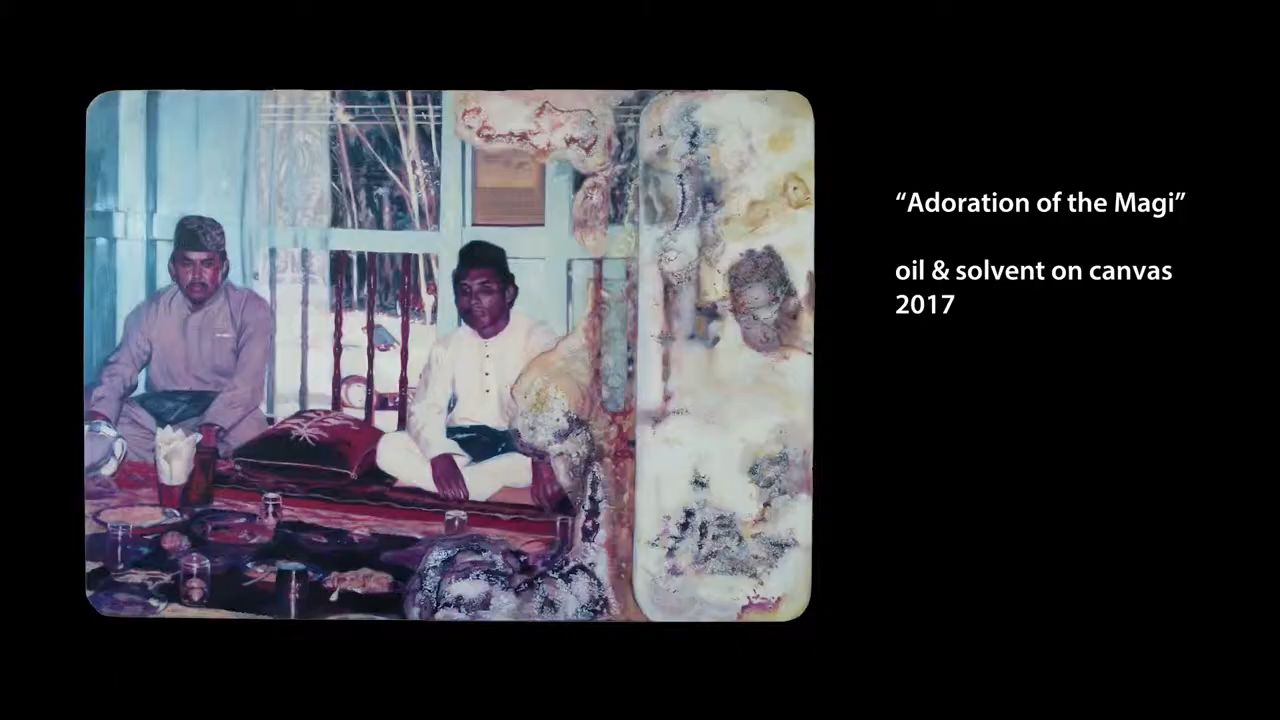 “Adoration of the Magi”
oil & solvent on canvas
2017